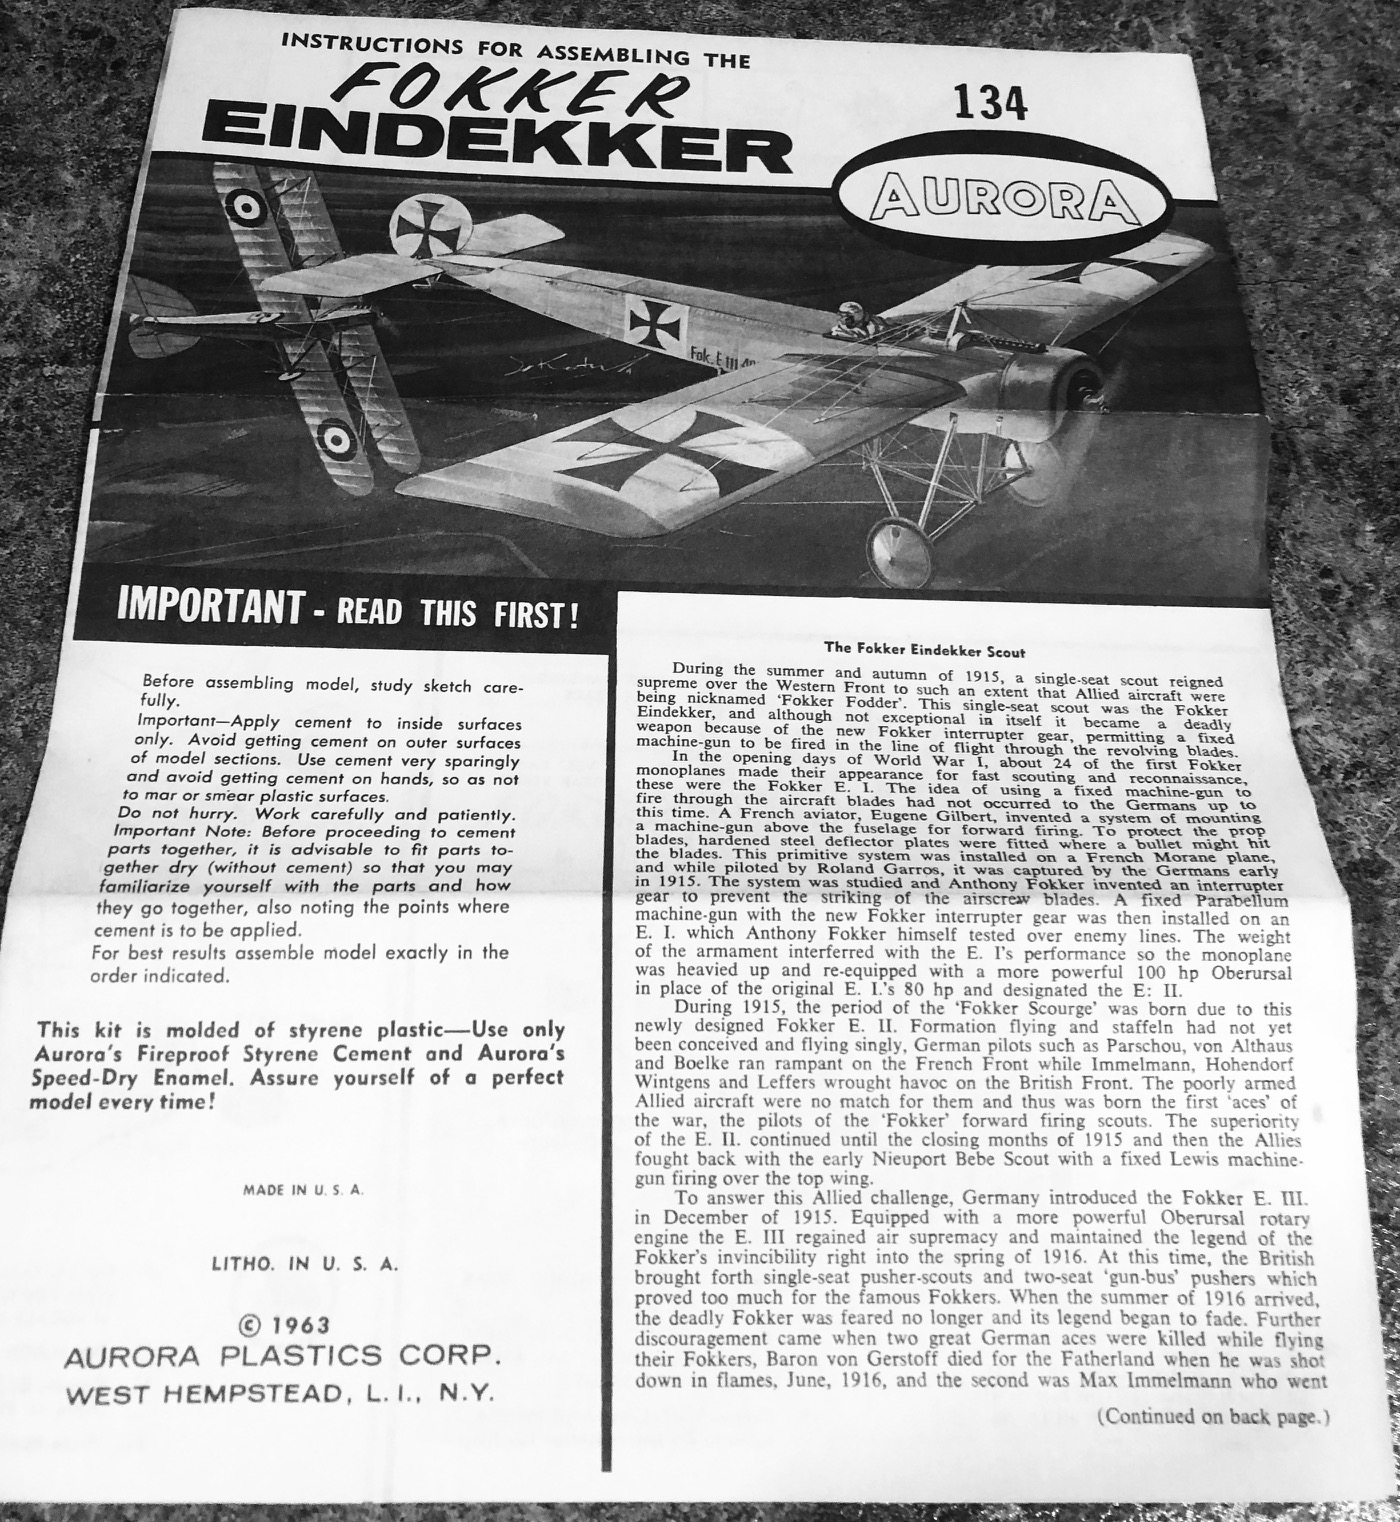 INSTRUCTIONS FOR ASSEMBLING THE
FOKKER
EINDEKKER
134
AURORA
Fok. E III
IMPORTANT - READ THIS FIRST!
Before assembling model, study sketch care-
fully.
Important—Apply cement to inside surfaces
only. Avoid getting cement on outer surfaces
of model sections. Use cement very sparingly
and avoid getting cement on hands, so as not
to mar or smear plastic surfaces.
Do not hurry. Work carefully and patiently.
Important Note: Before proceeding to cement
parts together, it is advisable to fit parts to-
gether dry (without cement) so that you may
familiarize yourself with the parts and how
they go together, also noting the points where
cement is to be applied.
For best results assemble model exactly in the
order indicated.
This kit is molded of styrene plastic—Use only
Aurora's Fireproof Styrene Cement and Aurora's
Speed-Dry Enamel. Assure yourself of a perfect
model every time!
MADE IN U. S. A.
LITHO. IN U. S. A.
© 1963
AURORA PLASTICS CORP.
WEST HEMPSTEAD, L. I., N.Y.
The Fokker Eindekker Scout
During the summer and autumn of 1915, a single-seat scout reigned
supreme over the Western Front to such an extent that Allied aircraft were
being nicknamed 'Fokker Fodder'. This single-seat scout was the Fokker
Eindekker, and although not exceptional in itself it became a deadly
weapon because of the new Fokker interrupter gear, permitting a fixed
machine-gun to be fired in the line of flight through the revolving blades.
In the opening days of World War I, about 24 of the first Fokker
monoplanes made their appearance for fast scouting and reconnaissance,
these were the Fokker E. I. The idea of using a fixed machine-gun to
fire through the aircraft blades had not occurred to the Germans up to
this time. A French aviator, Eugene Gilbert, invented a system of mounting
a machine-gun above the fuselage for forward firing. To protect the prop
blades, hardened steel deflector plates were fitted where a bullet might hit
the blades. This primitive system was installed on a French Morane plane,
and while piloted by Roland Garros, it was captured by the Germans early
in 1915. The system was studied and Anthony Fokker invented an interrupter
gear to prevent the striking of the airscrew blades. A fixed Parabellum
machine-gun with the new Fokker interrupter gear was then installed on an
E. I. which Anthony Fokker himself tested over enemy lines. The weight
of the armament interferred with the E. I's performance so the monoplane
was heavied up and re-equipped with a more powerful 100 hp Oberursal
in place of the original E. I.'s 80 hp and designated the E: II.
During 1915, the period of the 'Fokker Scourge' was born due to this
newly designed Fokker E. II. Formation flying and staffeln had not yet
been conceived and flying singly, German pilots such as Parschou, von Althaus
and Boelke ran rampant on the French Front while Immelmann, Hohendorf
Wintgens and Leffers wrought havoc on the British Front. The poorly armed
Allied aircraft were no match for them and thus was born the first 'aces' of
the war, the pilots of the 'Fokker' forward firing scouts. The superiority
of the E. II. continued until the closing months of 1915 and then the Allies
fought back with the early Nieuport Bebe Scout with a fixed Lewis machine-
gun firing over the top wing.
To answer this Allied challenge, Germany introduced the Fokker E. III.
in December of 1915. Equipped with a more powerful Oberursal rotary
engine the E. III regained air supremacy and maintained the legend of the
Fokker's invincibility right into the spring of 1916. At this time, the British
brought forth single-seat pusher-scouts and two-seat 'gun-bus' pushers which
proved too much for the famous Fokkers. When the summer of 1916 arrived,
the deadly Fokker was feared no longer and its legend began to fade. Further
discouragement came when two great German aces were killed while flying
their Fokkers, Baron von Gerstoff died for the Fatherland when he was shot
down in flames, June, 1916, and the second was Max Immelmann who went
(Continued on back page.)